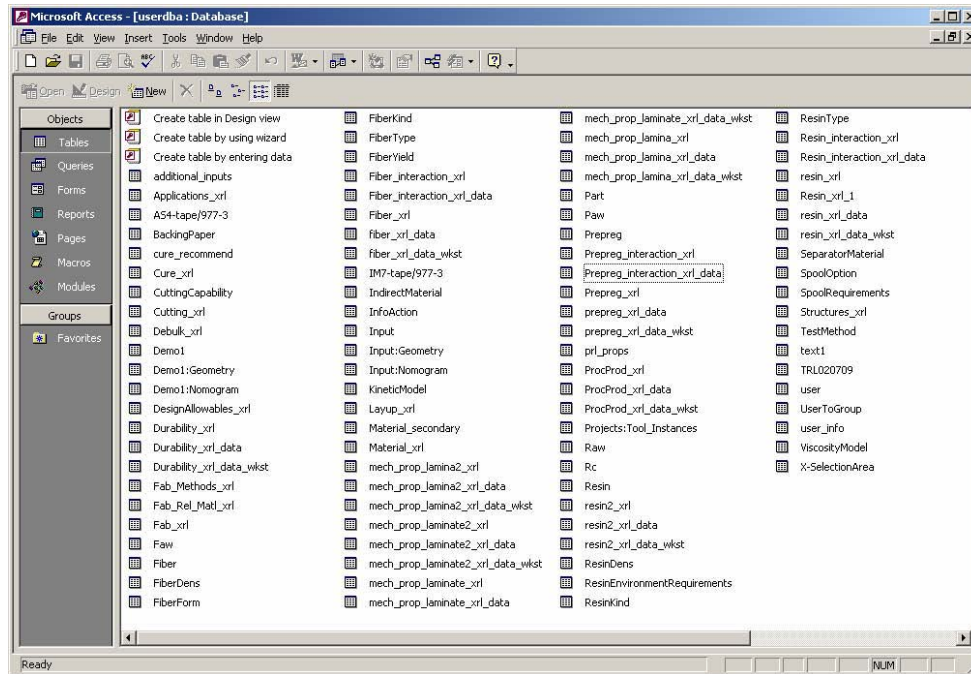 Microsoft Access - [userdba : Database]
File Edit View Insert Tools Window Help
Open Design New
Objects
Tables
Queries
Forms
Reports
Pages
Macros
Modules
Groups
Favorites
Create table in Design view
Create table by using wizard
Create table by entering data
additional_inputs
Applications_xrl
AS4-tape/977-3
BackingPaper
cure_recommend
Cure_xrl
CuttingCapability
Cutting_xrl
Debulk_xrl
Demo1
Demo1:Geometry
Demo1:Nomogram
DesignAllowables_xrl
Durability_xrl
Durability_xrl_data
Durability_xrl_data_wkst
Fab_Methods_xrl
Fab_Rel_Matl_xrl
Fab_xrl
Faw
Fiber
FiberDens
FiberForm
FiberKind
FiberType
FiberYield
Fiber_interaction_xrl
Fiber_interaction_xrl_data
Fiber_xrl
fiber_xrl_data
fiber_xrl_data_wkst
IM7-tape/977-3
IndirectMaterial
InfoAction
Input
Input:Geometry
Input:Nomogram
KineticModel
Layup_xrl
Material_secondary
Material_xrl
mech_prop_lamina2_xrl
mech_prop_lamina2_xrl_data
mech_prop_lamina2_xrl_data_wkst
mech_prop_laminate2_xrl
mech_prop_laminate2_xrl_data
mech_prop_laminate2_xrl_data_wkst
mech_prop_laminate_xrl
mech_prop_laminate_xrl_data
mech_prop_laminate_xrl_data_wkst
mech_prop_lamina_xrl
mech_prop_lamina_xrl_data
mech_prop_lamina_xrl_data_wkst
Part
Paw
Prepreg
Prepreg_interaction_xrl
Prepreg_interaction_xrl_data
Prepreg_xrl
prepreg_xrl_data
prepreg_xrl_data_wkst
prl_props
ProcProd_xrl
ProcProd_xrl_data
ProcProd_xrl_data_wkst
Projects:Tool_Instances
Raw
Rc
Resin
resin2_xrl
resin2_xrl_data
resin2_xrl_data_wkst
ResinDens
ResinEnvironmentRequirements
ResinKind
ResinType
Resin_interaction_xrl
Resin_interaction_xrl_data
resin_xrl
Resin_xrl_1
resin_xrl_data
resin_xrl_data_wkst
SeparatorMaterial
SpoolOption
SpoolRequirements
Structures_xrl
TestMethod
text1
TRL020709
user
UserToGroup
user_info
ViscosityModel
X-SelectionArea
Ready
NUM